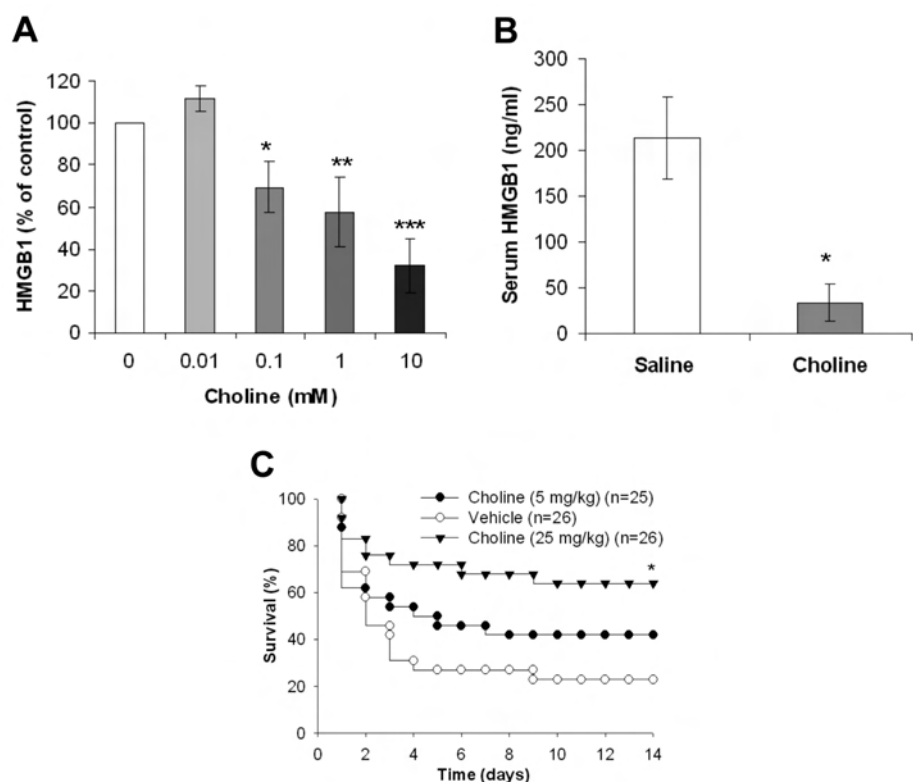 A
HMGB1 (% of control)
120
100
80
60
40
20
0
*
**
***
0 0.01 0.1 1 10
Choline (mM)
B
Serum HMGB1 (ng/ml)
300
250
200
150
100
50
0
*
Saline Choline
C
Survival (%)
100
80
60
40
20
0
Choline (5 mg/kg) (n=25)
Vehicle (n=26)
Choline (25 mg/kg) (n=26)
*
0 2 4 6 8 10 12 14
Time (days)